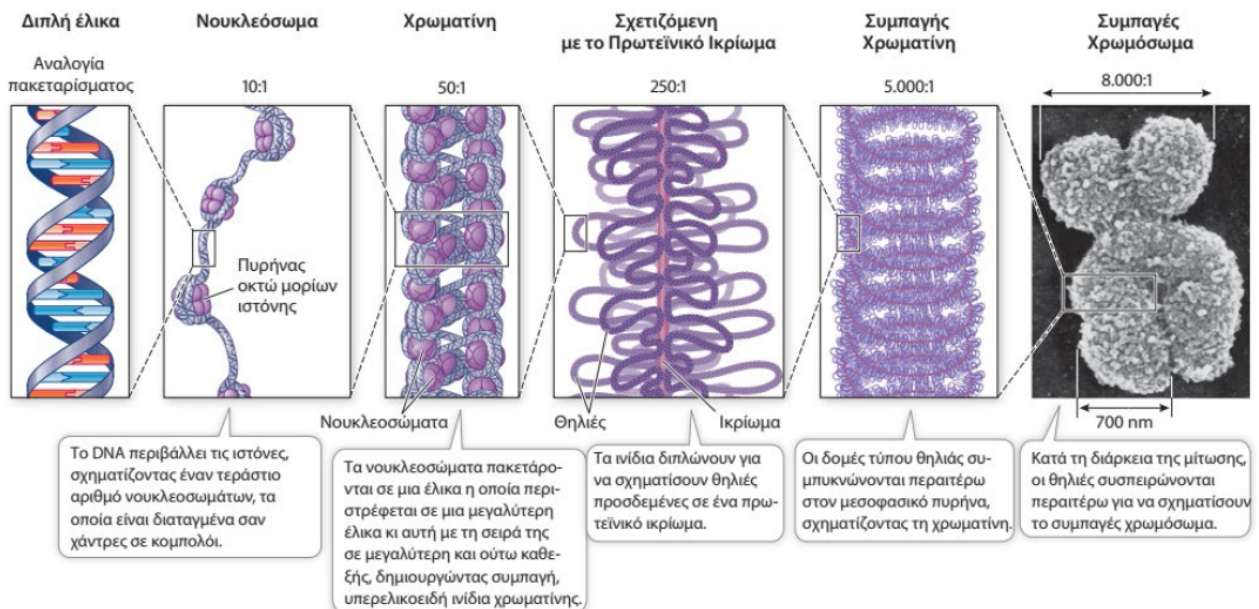 Διπλή έλικα
Νουκλεόσωμα
Χρωματίνη
Σχετιζόμενη
με το Πρωτεϊνικό Ικρίωμα
Συμπαγής
Χρωματίνη
Συμπαγές
Χρωμόσωμα
Αναλογία
πακεταρίσματος
10:1
50:1
250:1
5.000:1
8.000:1
Πυρήνας
οκτώ μορίων
ιστόνης
Νουκλεοσώματα
Θηλιές
Ικρίωμα
700 nm
Το DNA περιβάλλει τις ιστόνες,
σχηματίζοντας έναν τεράστιο
αριθμό νουκλεοσωμάτων, τα
οποία είναι διαταγμένα σαν
χάντρες σε κομπολόι.
Τα νουκλεοσώματα πακετάρο-
νται σε μια έλικα η οποία περι-
στρέφεται σε μια μεγαλύτερη
έλικα κι αυτή με τη σειρά της
σε μεγαλύτερη και ούτω καθε-
ξής, δημιουργώντας συμπαγή,
υπερελικοειδή ινίδια χρωματίνης.
Τα ινίδια διπλώνουν για
να σχηματίσουν θηλιές
προσδεμένες σε ένα πρω-
τεϊνικό ικρίωμα.
Οι δομές τύπου θηλιάς συ-
μπυκνώνονται περαιτέρω
στον μεσοφασικό πυρήνα,
σχηματίζοντας τη χρωματίνη.
Κατά τη διάρκεια της μίτωσης,
οι θηλιές συσπειρώνονται
περαιτέρω για να σχηματίσουν
το συμπαγές χρωμόσωμα.